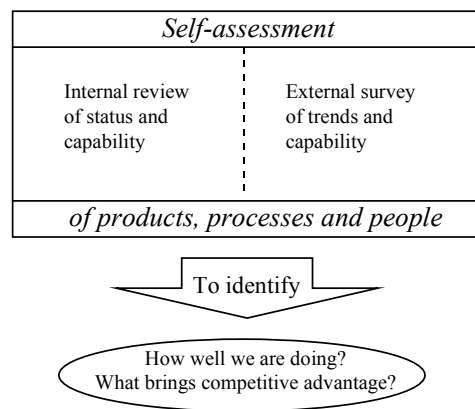 Self-assessment
Internal review
of status and
capability
External survey
of trends and
capability
of products, processes and people
To identify
How well we are doing?
What brings competitive advantage?